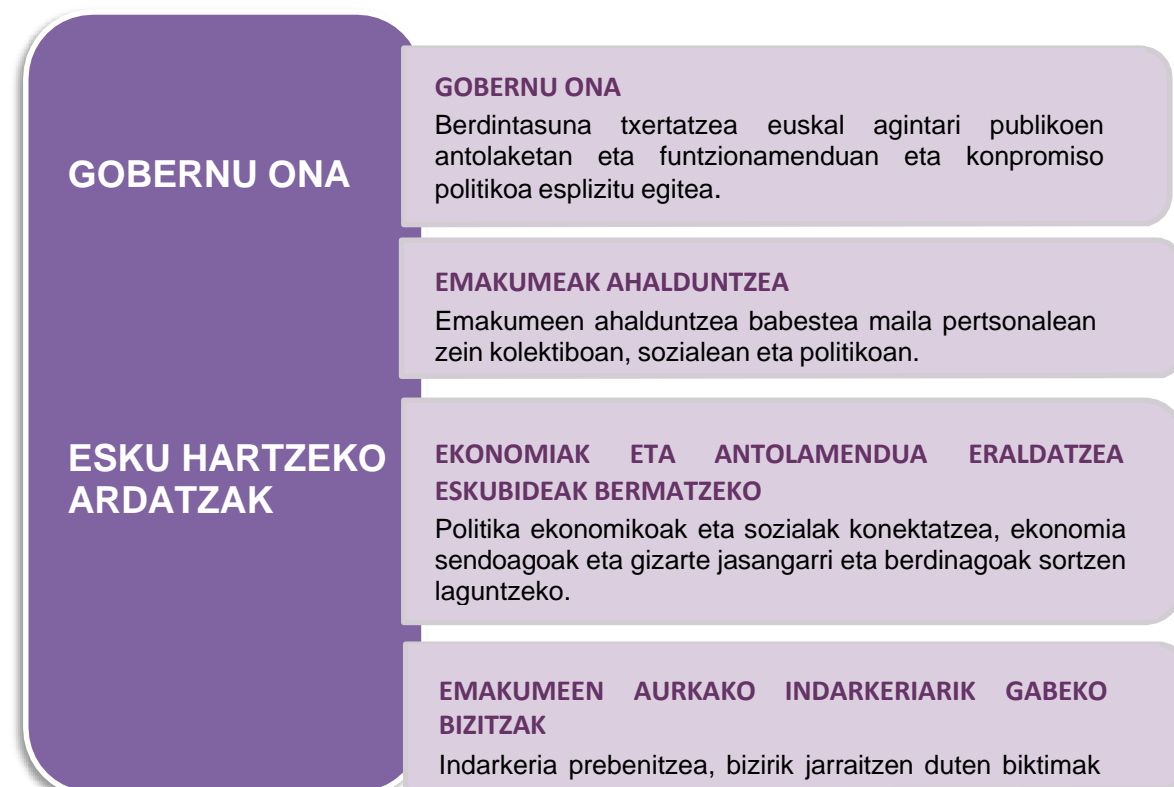 GOBERNU ONA
GOBERNU ONA
Berdintasuna txertatzea euskal agintari publikoen
antolaketan eta funtzionamenduan eta konpromiso
politikoa esplizitu egitea.
EMAKUMEAK AHALDUNTZEA
Emakumeen ahalduntzea babestea maila pertsonalean
zein kolektiboan, sozialean eta politikoan.
ESKU HARTZEKO
ARDATZAK
EKONOMIAK ETA ANTOLAMENDUA ERALDATZEA
ESKUBIDEAK BERMATZEKO
Politika ekonomikoak eta sozialak konektatzea, ekonomia
sendoagoak eta gizarte jasangarri eta berdinagoak sortzen
laguntzeko.
EMAKUMEEN AURKAKO INDARKERIARIK GABEKO
BIZITZAK
Indarkeria prebenitzea, bizirik jarraitzen duten biktimak